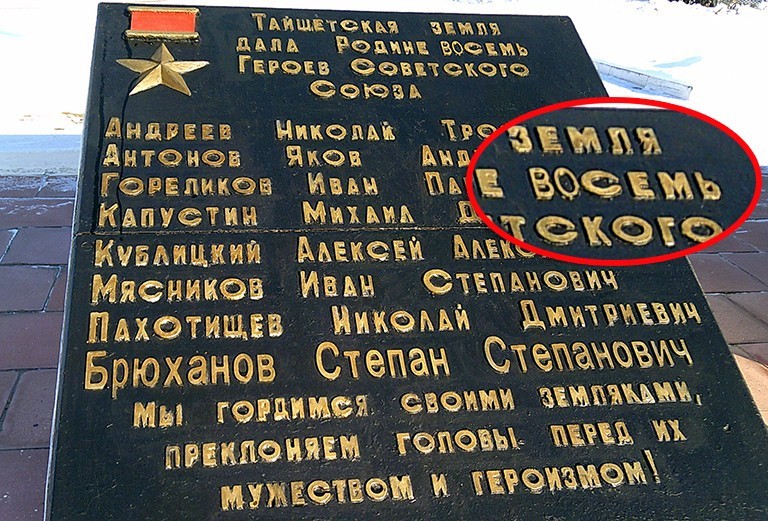 Тайшетская земля
дала Родине восемь
Героев Советского
Союза
Андреев Николай
Антонов Яков
Гореликов Иван
Капустин Михаил
Кублицкий Алексей
Мясников Иван Степанович
Пахотищев Николай Дмитриевич
Брюханов Степан Степанович
Мы гордимся своими земляками,
преклоняем головы перед их
мужеством и героизмом!
земля
е восемь
тского